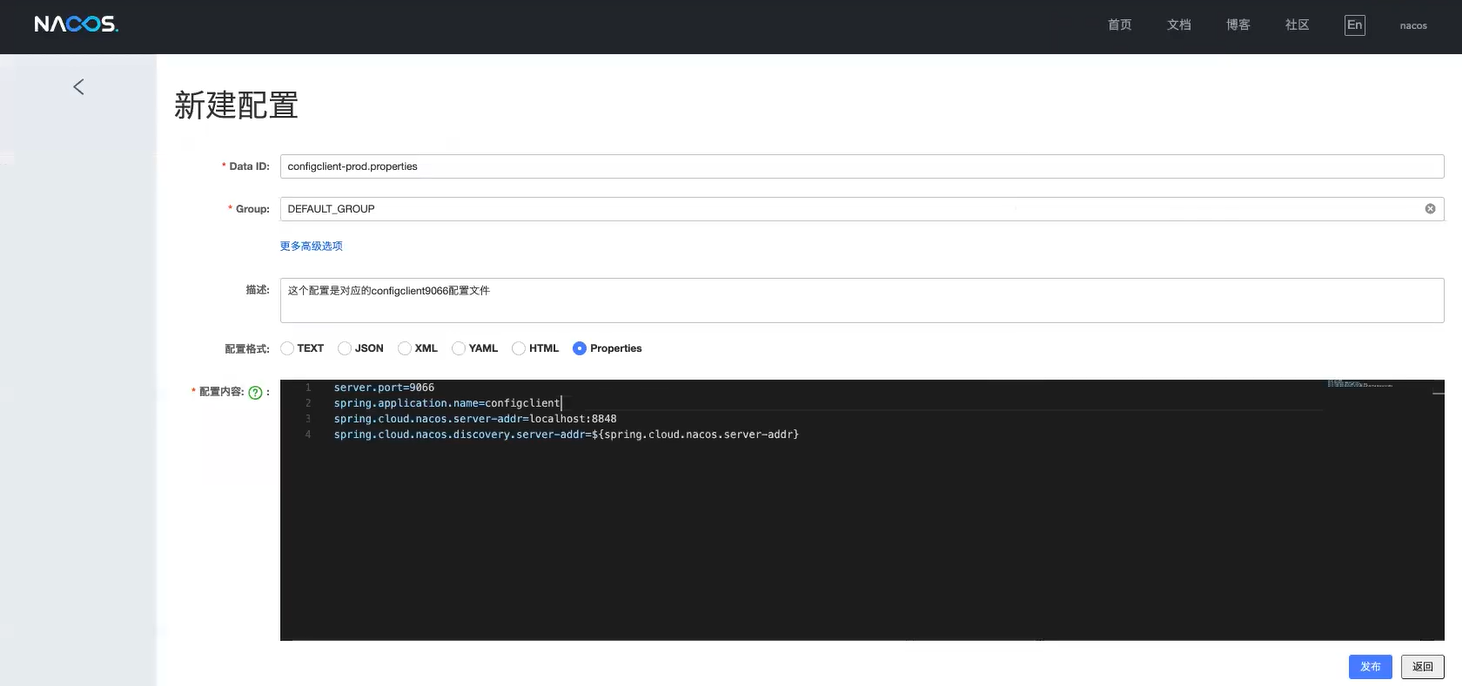 NACOS.
首页 文档 博客 社区 En nacos
新建配置
* Data ID: configclient-prod.properties
* Group: DEFAULT_GROUP
更多高级选项
描述: 这个配置是对应的configclient9066配置文件
配置格式: TEXT JSON XML YAML HTML Properties
* 配置内容: ? :
1 server.port=9066
2 spring.application.name=configclient
3 spring.cloud.nacos.server-addr=localhost:8848
4 spring.cloud.nacos.discovery.server-addr=${spring.cloud.nacos.server-addr}
发布 返回